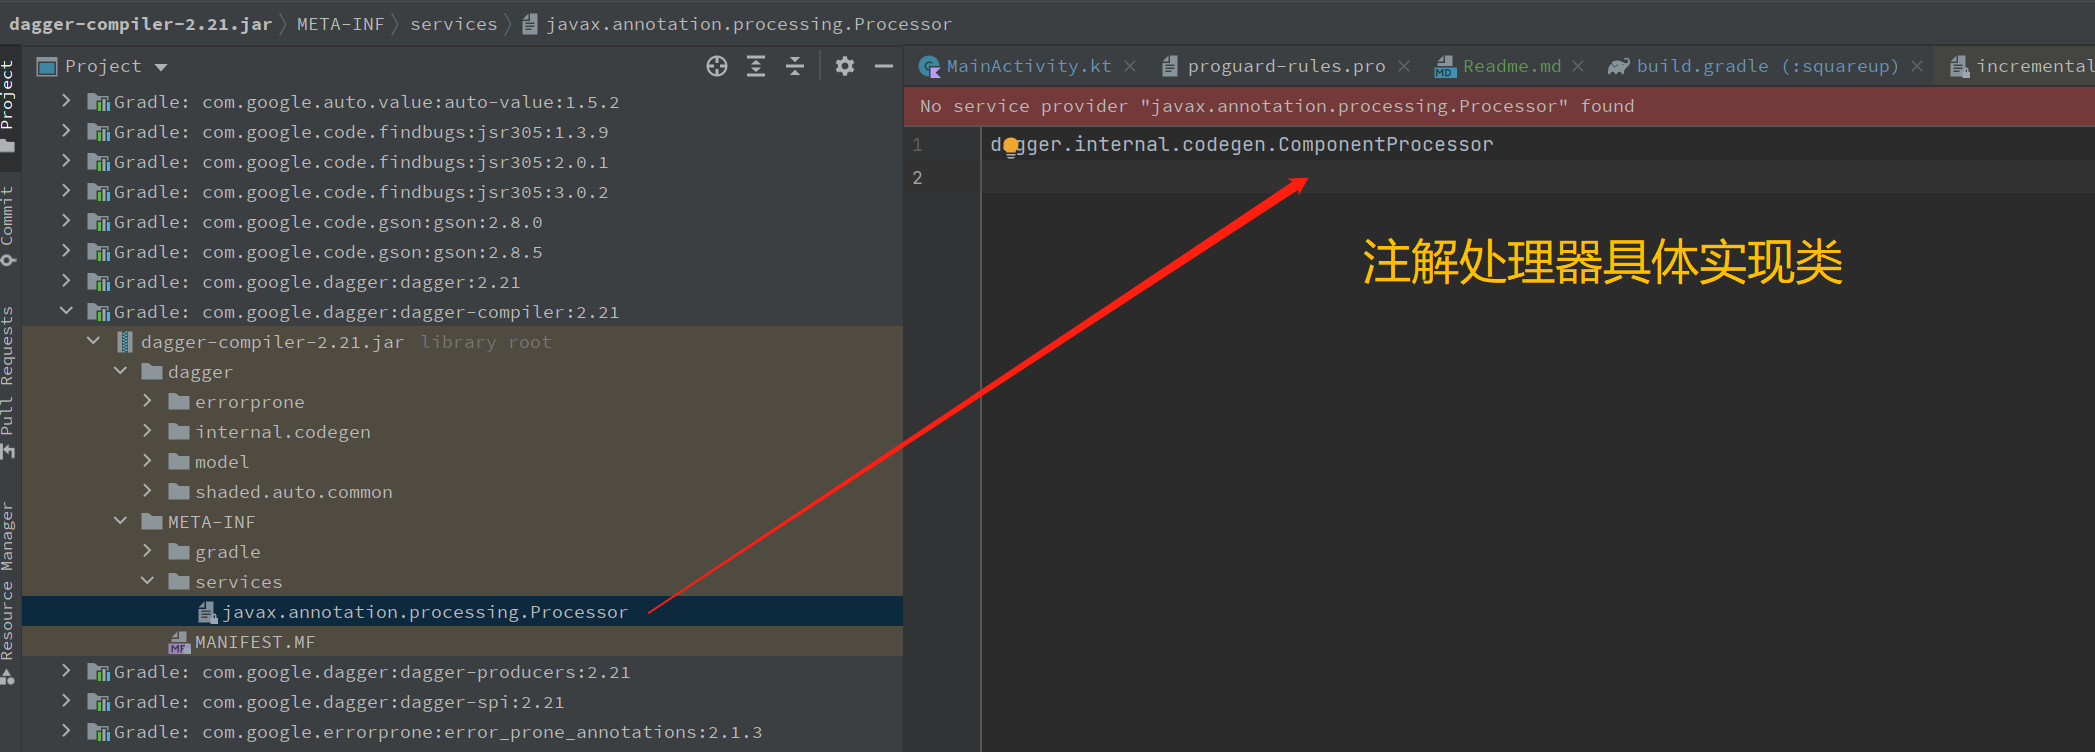 dagger-compiler-2.21.jar META-INF services javax.annotation.processing.Processor
Project
MainActivity.kt proguard-rules.pro Readme.md build.gradle (:squareup) incremental
Project
Commit
Pull Requests
Resource Manager
Gradle: com.google.auto.value:auto-value:1.5.2
Gradle: com.google.code.findbugs:jsr305:1.3.9
Gradle: com.google.code.findbugs:jsr305:2.0.1
Gradle: com.google.code.findbugs:jsr305:3.0.2
Gradle: com.google.code.gson:gson:2.8.0
Gradle: com.google.code.gson:gson:2.8.5
Gradle: com.google.dagger:dagger:2.21
Gradle: com.google.dagger:dagger-compiler:2.21
dagger-compiler-2.21.jar library root
dagger
errorprone
internal.codegen
model
shaded.auto.common
META-INF
gradle
services
javax.annotation.processing.Processor
MANIFEST.MF
Gradle: com.google.dagger:dagger-producers:2.21
Gradle: com.google.dagger:dagger-spi:2.21
Gradle: com.google.errorprone:error_prone_annotations:2.1.3
No service provider "javax.annotation.processing.Processor" found
1 dagger.internal.codegen.ComponentProcessor
2
注解处理器具体实现类